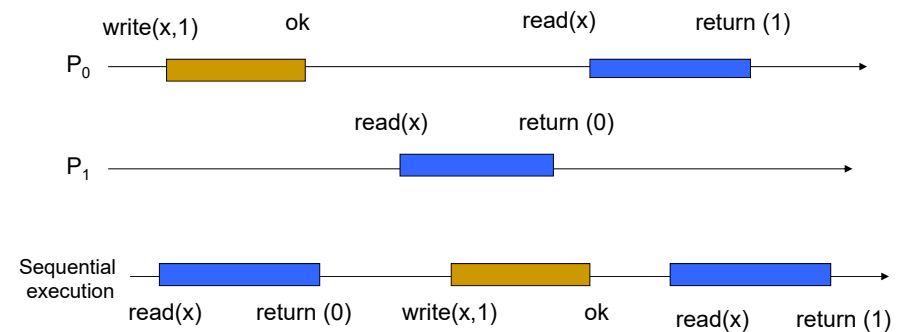 write(x,1) ok read(x) return (1)
P0
read(x) return (0)
P1
Sequential
execution
read(x) return (0) write(x,1) ok read(x) return (1)